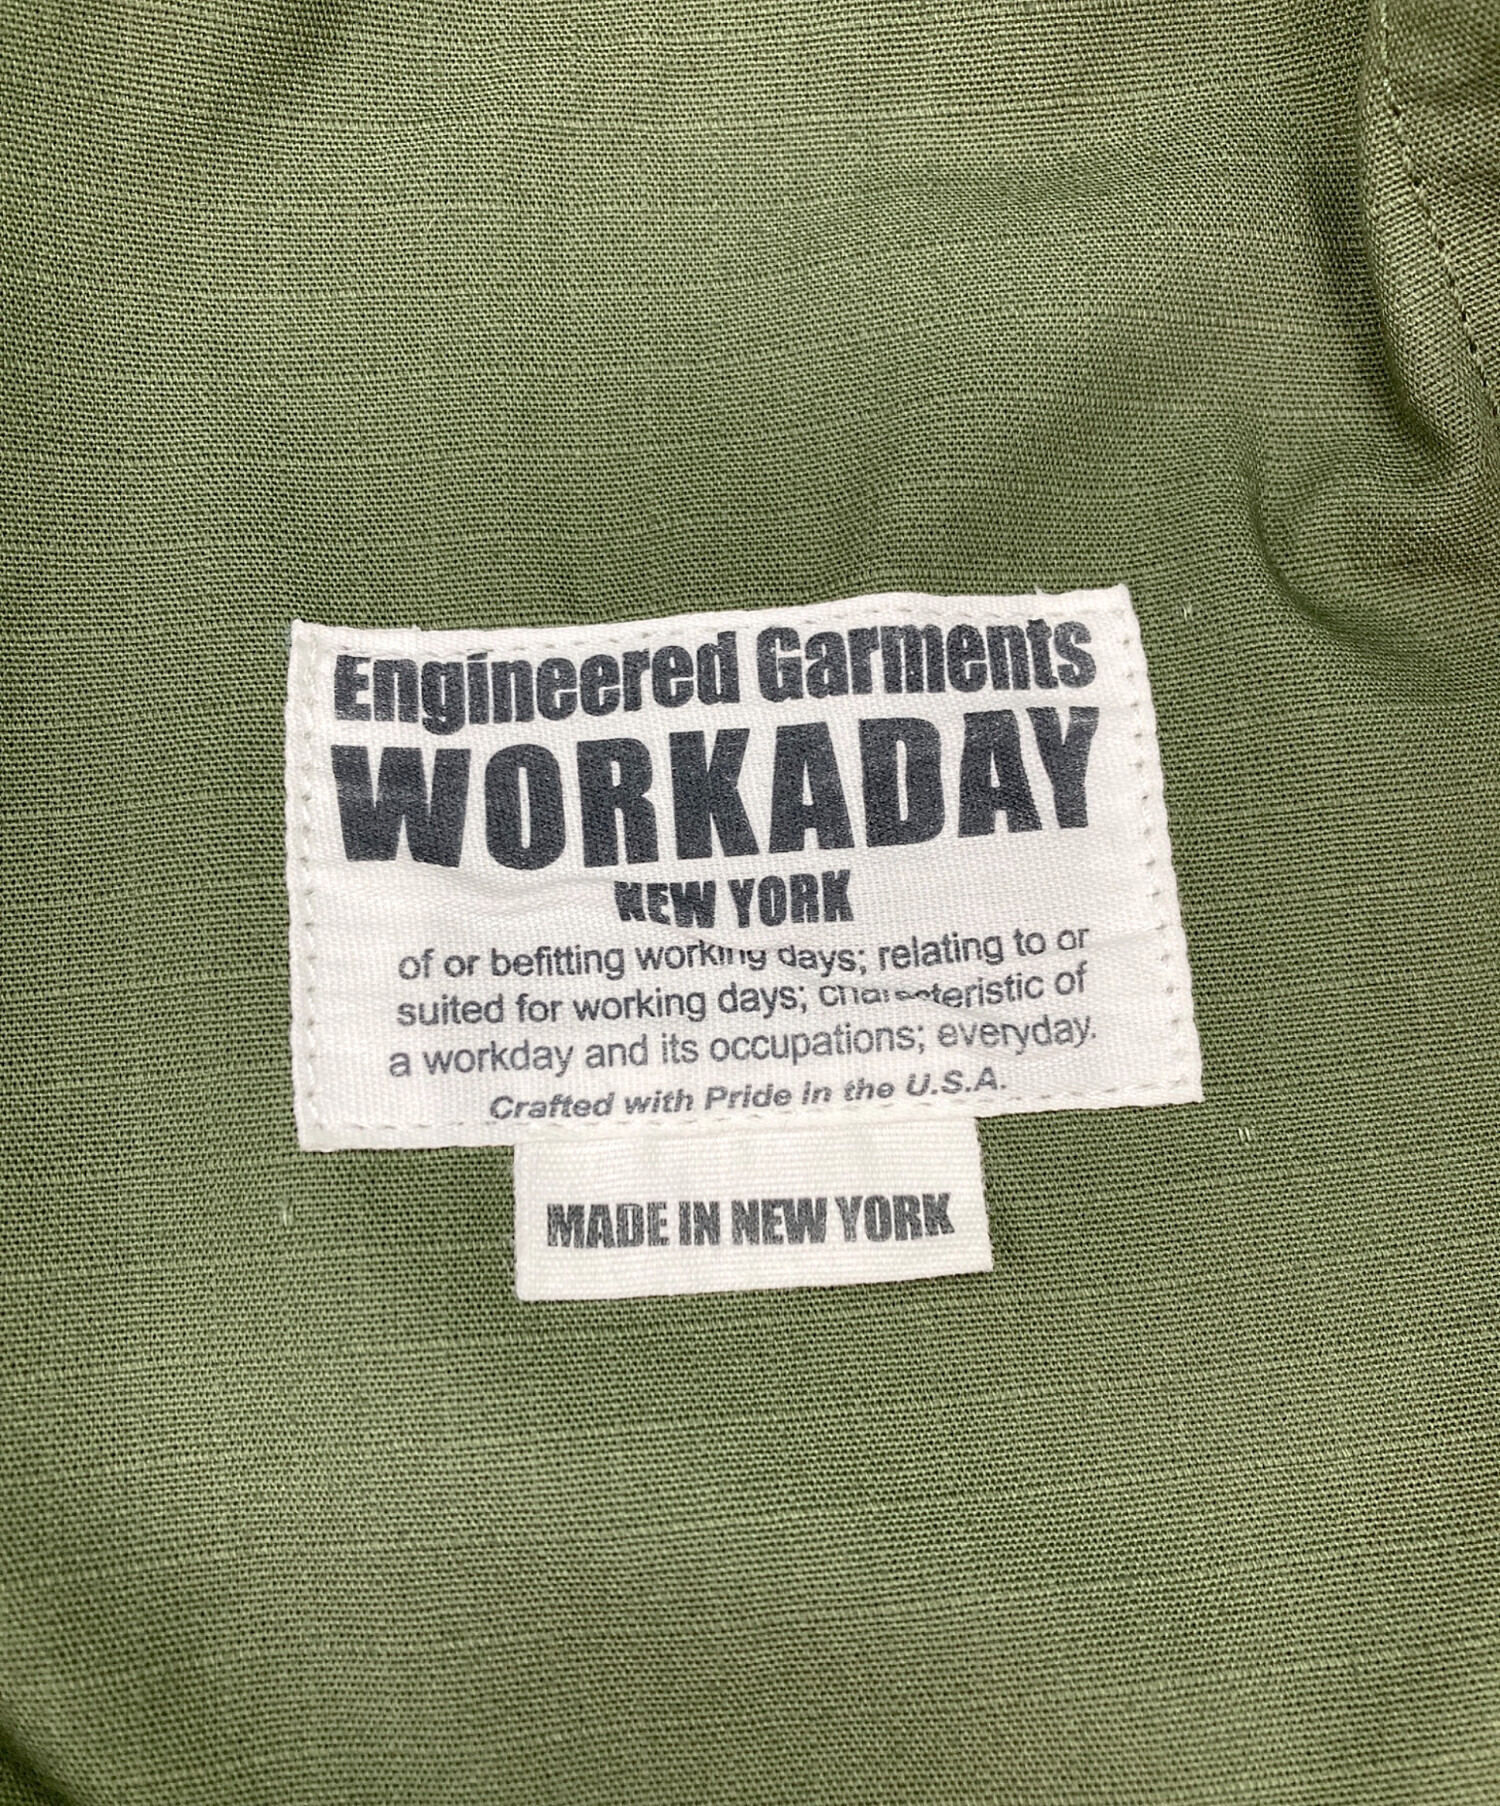 Engineered Garments
WORKADAY
NEW YORK
of or befitting working days; relating to or
suited for working days; characteristic of
a workday and its occupations; everyday.
Crafted with Pride in the U.S.A.
MADE IN NEW YORK